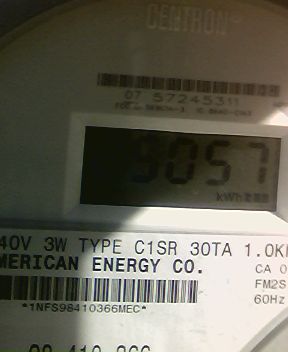 CENTRON
07 57245311
9057
kWh
40V 3W TYPE C1SR 30TA 1.0K
MERICAN ENERGY CO.
CA 0
FM2S
60Hz
*1NFS98410366MEC*